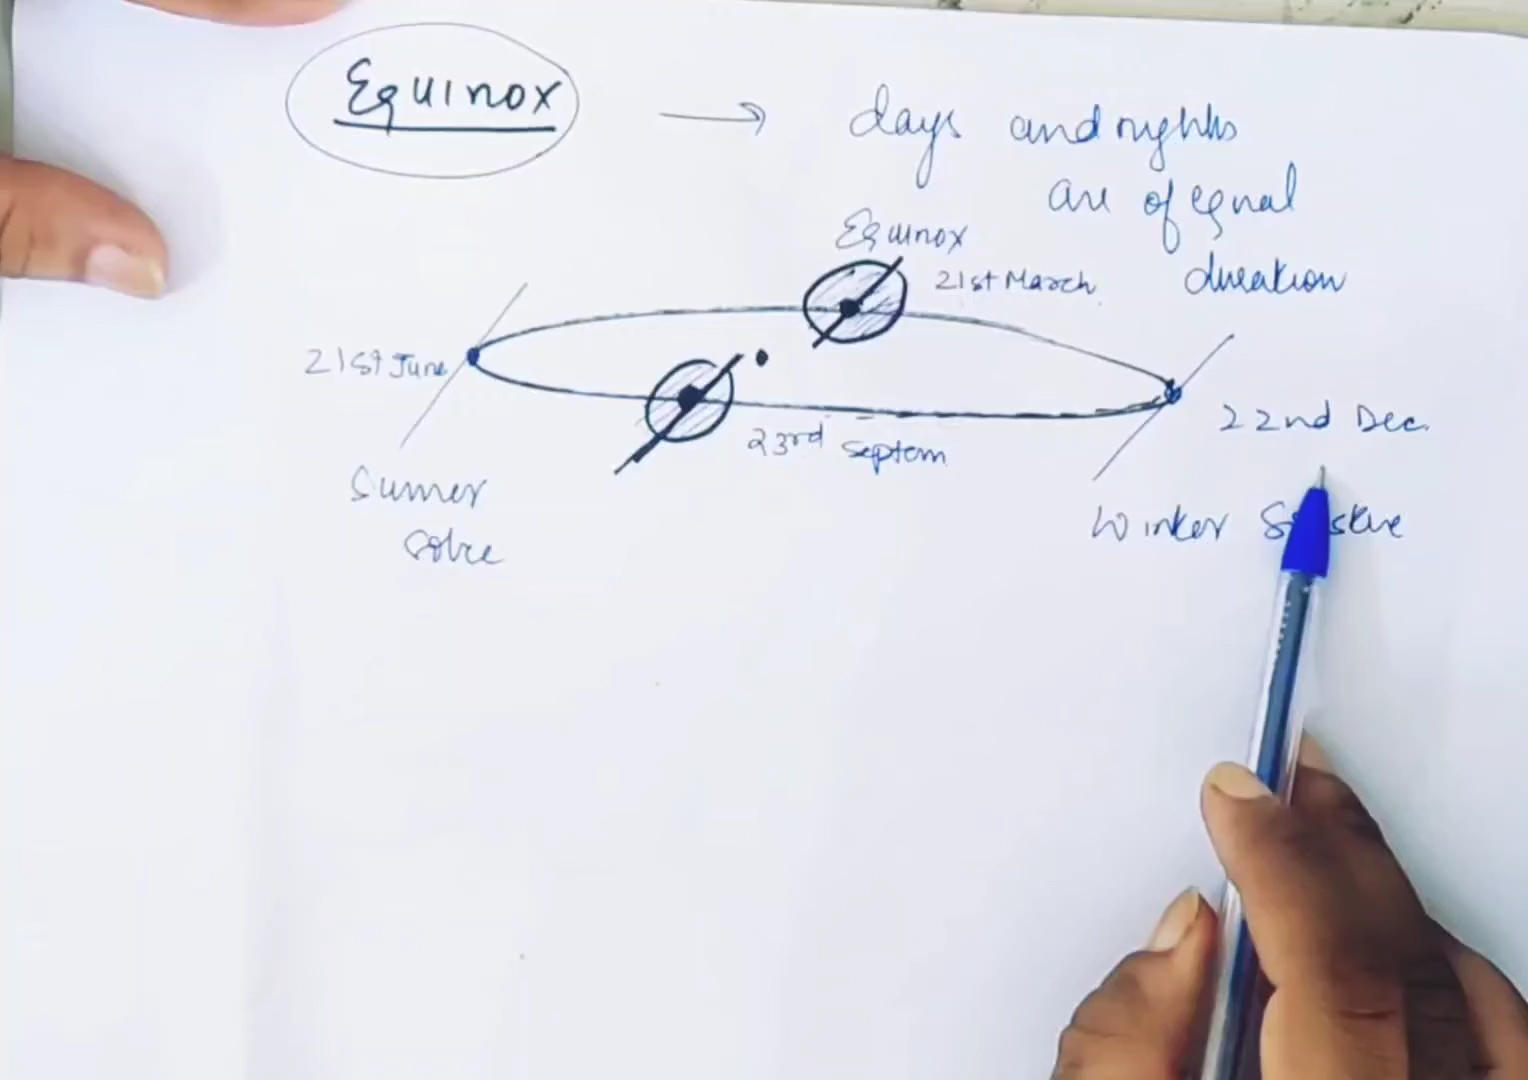 Equinox → days and nights
are of equal
duration
Equinox
21st March
21st June
23rd Septem
22nd Dec.
Sumer
Winter